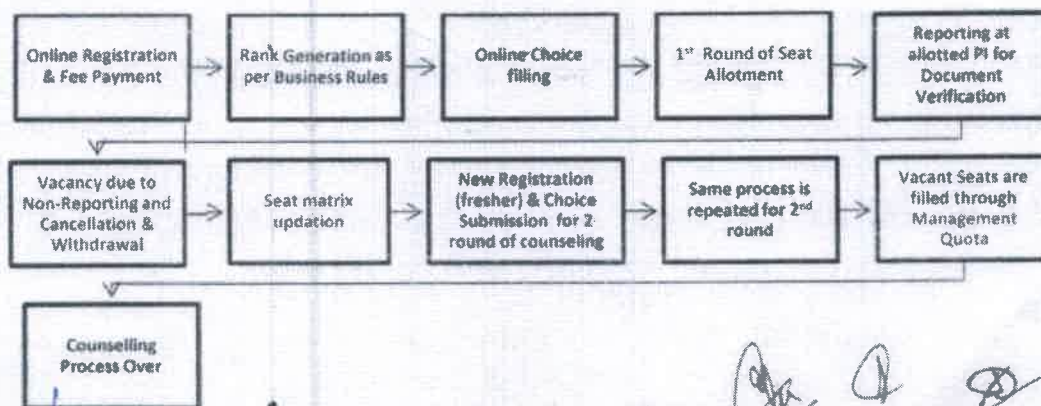 Online Registration
& Fee Payment
Rank Generation as
per Business Rules
Online Choice
filling
1st Round of Seat
Allotment
Reporting at
allotted PI for
Document
Verification
Vacancy due to
Non-Reporting and
Cancellation &
Withdrawal
Seat matrix
updation
New Registration
(fresher) & Choice
Submission for 2
round of counseling
Same process is
repeated for 2nd
round
Vacant Seats are
filled through
Management
Quota
Counselling
Process Over